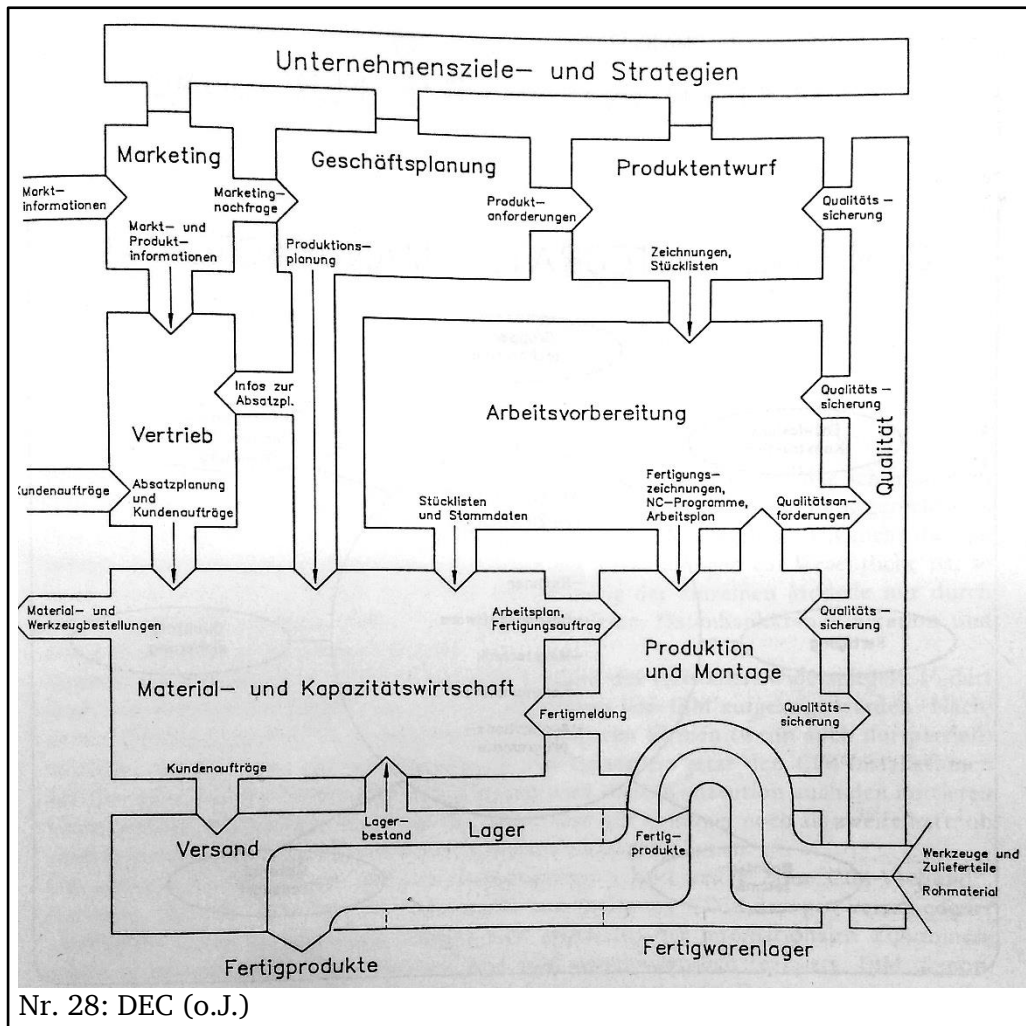 Unternehmensziele- und Strategien
Marketing
Geschäftsplanung
Produktentwurf
Markt-
informationen
Marketing-
nachfrage
Produkt-
anforderungen
Qualitäts-
sicherung
Markt- und
Produkt-
informationen
Produktions-
planung
Zeichnungen,
Stücklisten
Infos zur
Absatzpl.
Qualitäts-
sicherung
Arbeitsvorbereitung
Vertrieb
Qualität
Kundenaufträge
Absatzplanung
und
Kundenaufträge
Stücklisten
und Stammdaten
Fertigungs-
zeichnungen,
NC-Programme,
Arbeitsplan
Qualitätsan-
forderungen
Material- und
Werkzeugbestellungen
Arbeitsplan,
Fertigungsauftrag
Qualitäts-
sicherung
Produktion
und Montage
Material- und Kapazitätswirtschaft
Fertigmeldung
Qualitäts-
sicherung
Kundenaufträge
Lager-
bestand
Versand
Lager
Fertig-
produkte
Werkzeuge und
Zulieferteile
Rohmaterial
Fertigprodukte
Fertigwarenlager
Nr. 28: DEC (o.J.)